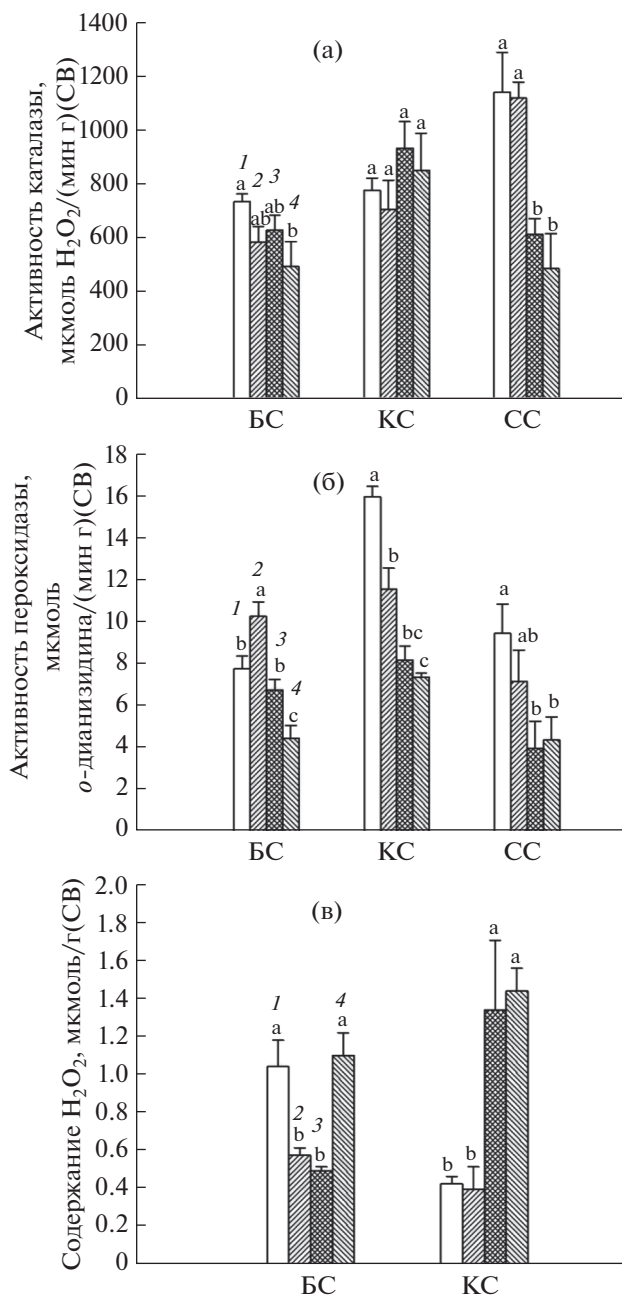 (а)
Активность каталазы,
мкмоль H₂O₂/(мин г)(СВ)
1400
1200
1000
800
600
400
200
0
1 2 3 4
a ab ab b
a a a a
a a b b
БС КС СС
(б)
Активность пероксидазы,
мкмоль
о-дианизидина/(мин г)(СВ)
18
16
14
12
10
8
6
4
2
0
1 2 3 4
b a b c
a b bc c
a ab b b
БС КС СС
(в)
Содержание H₂O₂, мкмоль/г(СВ)
2.0
1.8
1.6
1.4
1.2
1.0
0.8
0.6
0.4
0.2
0
1 2 3 4
a b b a
b b a a
БС КС